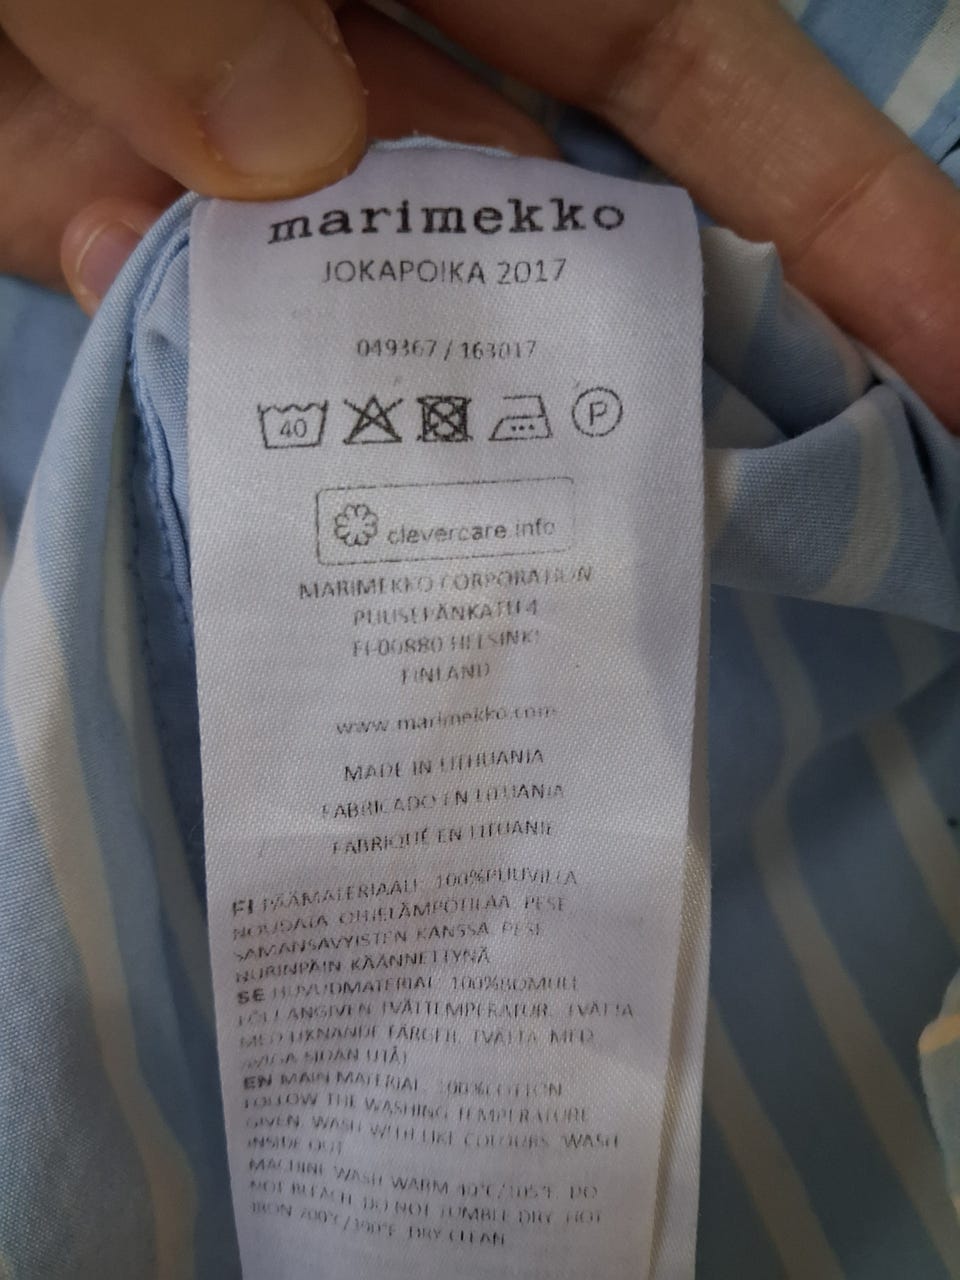 marimekko
JOKAPOIKA 2017
049367 / 163017
40 P
clevercare.info
MARIMEKKO CORPORATION
PUUSEPÄNKATU 4
FI-00880 HELSINKI
FINLAND
www.marimekko.com
MADE IN LITHUANIA
FABRICADO EN LITUANIA
FABRIQUÉ EN LITUANIE
FI PÄÄMATERIAALI: 100%PUUVILLA
NOUDATA OHJELÄMPÖTILAA. PESE
SAMANSÄVYISTEN KANSSA. PESE
NURINPÄIN KÄÄNNETTYNÄ
SE HUVUDMATERIAL: 100%BOMULL
FÖLJ ANGIVEN TVÄTTEMPERATUR. TVÄTTA
MED LIKNANDE FÄRGER. TVÄTTA MED
AVIGA SIDAN UTÅT
EN MAIN MATERIAL: 100%COTTON
FOLLOW THE WASHING TEMPERATURE
GIVEN. WASH WITH LIKE COLOURS. WASH
INSIDE OUT
MACHINE WASH WARM 40°C/105°F. DO
NOT BLEACH. DO NOT TUMBLE DRY. HOT
IRON 200°C/390°F. DRY CLEAN